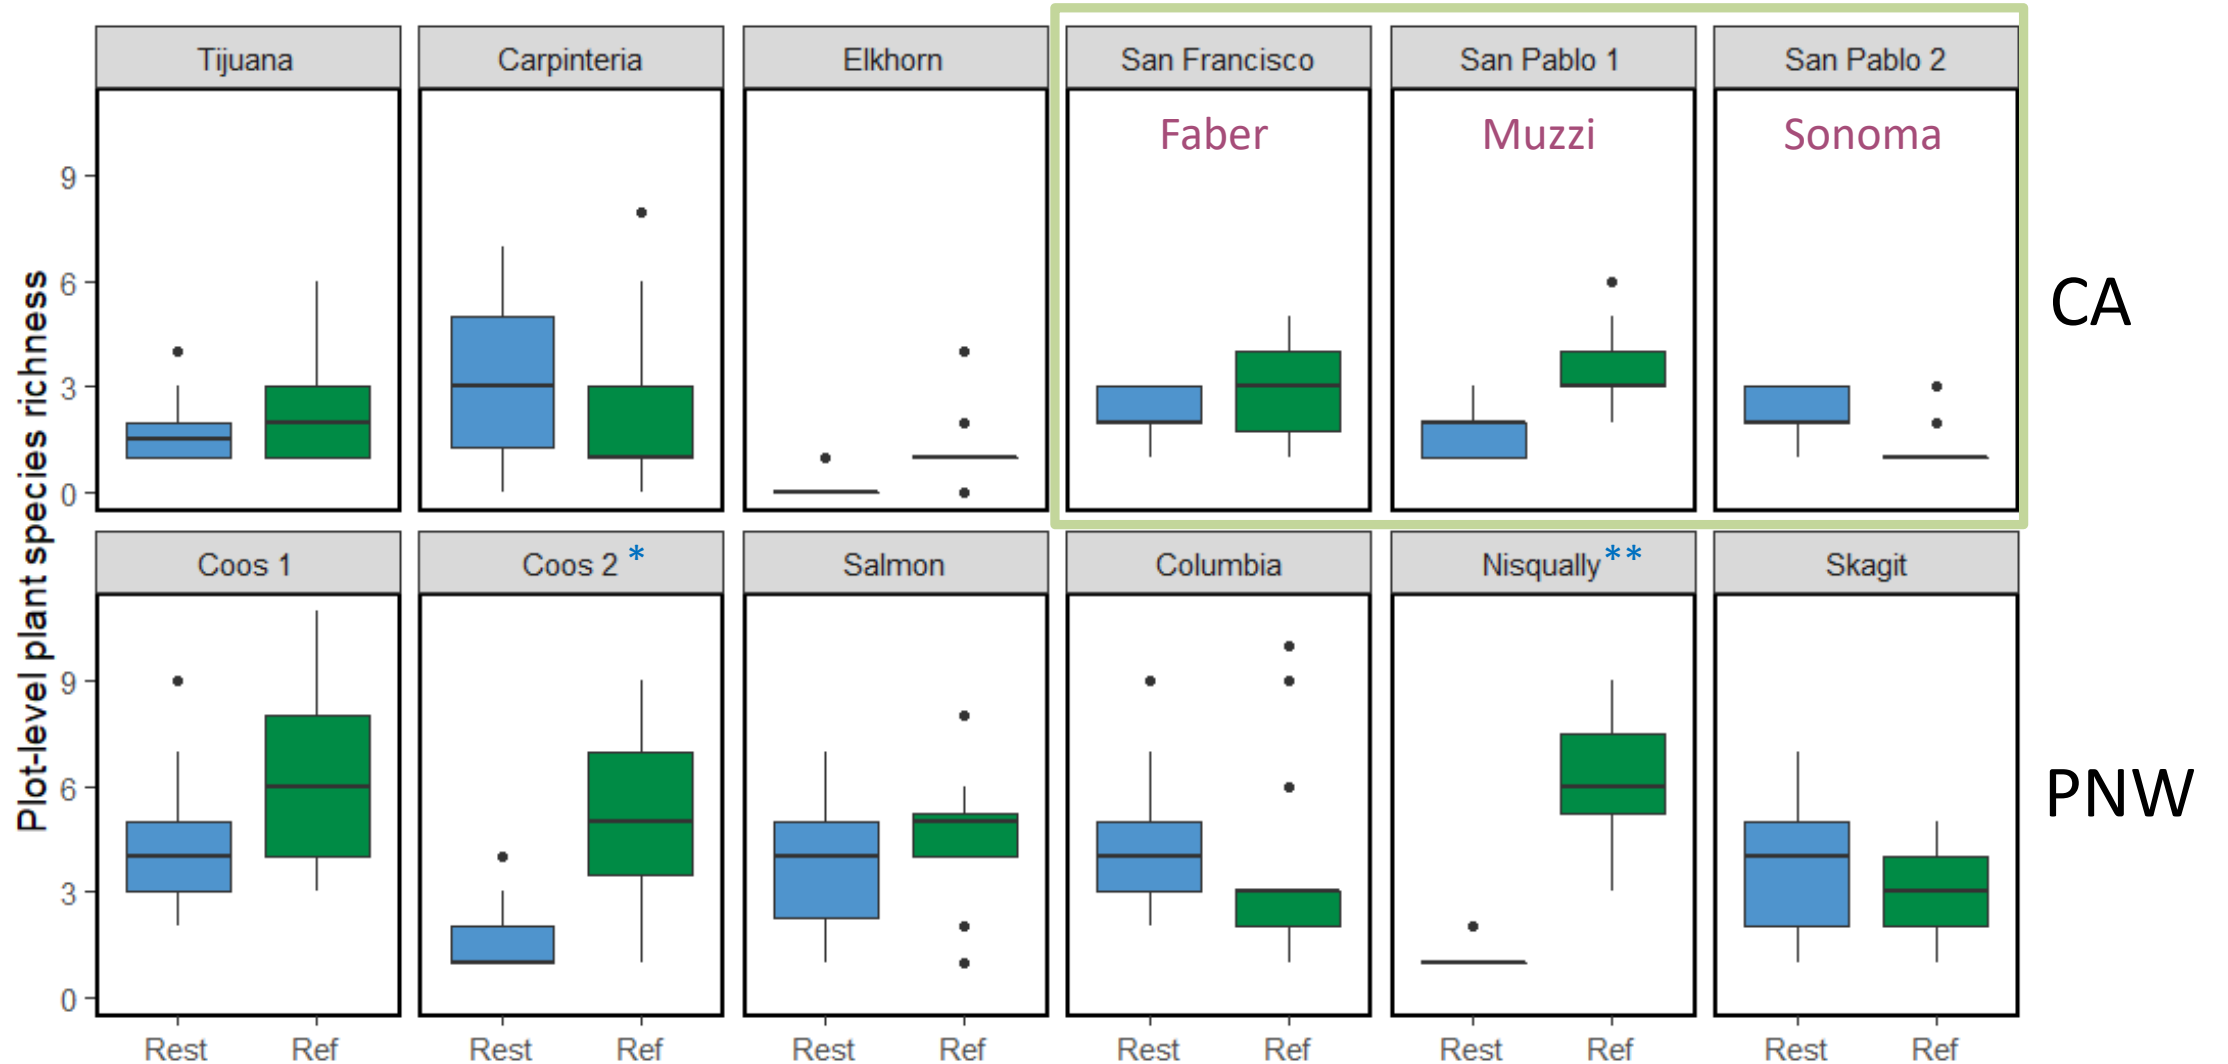 Tijuana Carpinteria Elkhorn San Francisco San Pablo 1 San Pablo 2
Faber Muzzi Sonoma
9
6
3
0
CA
Plot-level plant species richness
Coos 1 Coos 2 * Salmon Columbia Nisqually** Skagit
9
6
3
0
PNW
Rest Ref Rest Ref Rest Ref Rest Ref Rest Ref Rest Ref